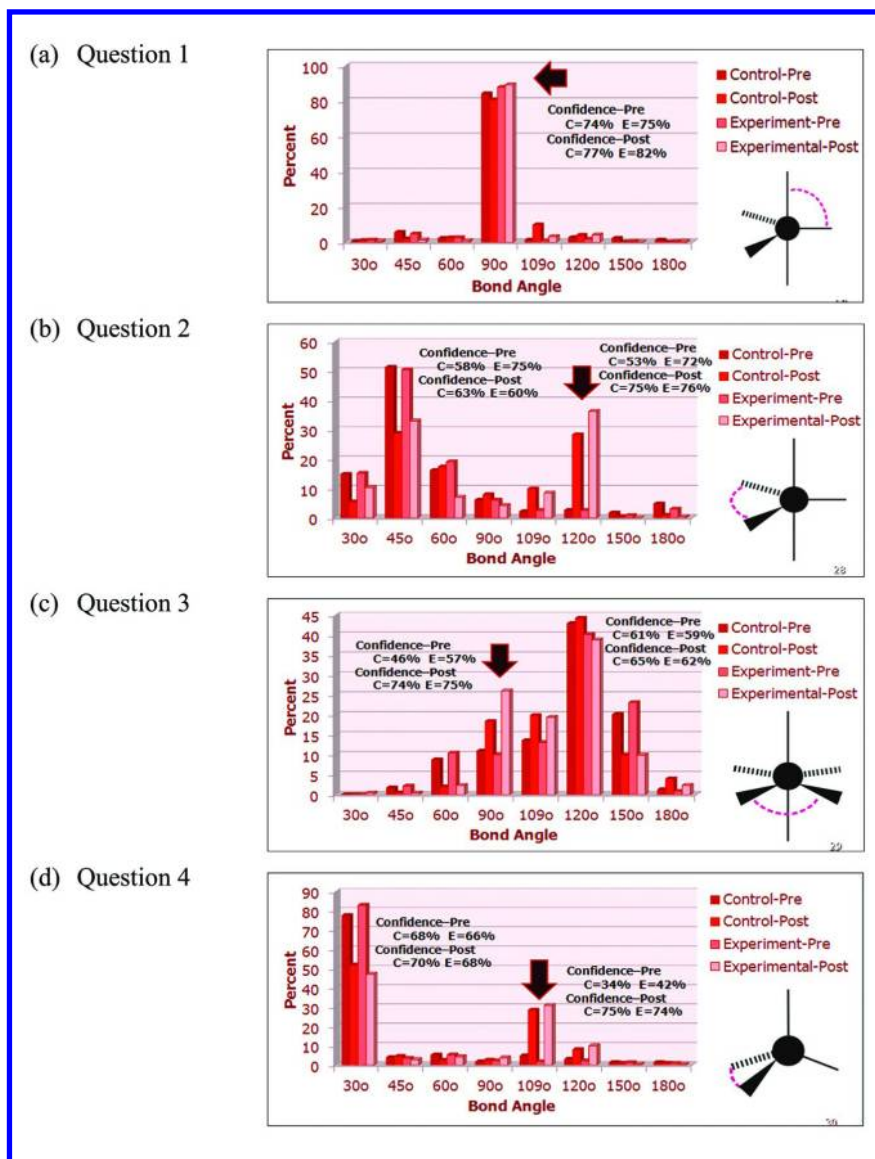 (a) Question 1
100
80
60
40
20
0
Percent
30o 45o 60o 90o 109o 120o 150o 180o
Bond Angle
Confidence–Pre
C=74% E=75%
Confidence–Post
C=77% E=82%
Control-Pre
Control-Post
Experiment-Pre
Experimental-Post
(b) Question 2
60
50
40
30
20
10
0
Percent
30o 45o 60o 90o 109o 120o 150o 180o
Bond Angle
Confidence–Pre
C=58% E=75%
Confidence–Post
C=63% E=60%
Confidence–Pre
C=53% E=72%
Confidence–Post
C=75% E=76%
Control-Pre
Control-Post
Experiment-Pre
Experimental-Post
28
(c) Question 3
45
40
35
30
25
20
15
10
5
0
Percent
30o 45o 60o 90o 109o 120o 150o 180o
Bond Angle
Confidence–Pre
C=46% E=57%
Confidence–Post
C=74% E=75%
Confidence–Pre
C=61% E=59%
Confidence–Post
C=65% E=62%
Control-Pre
Control-Post
Experiment-Pre
Experimental-Post
29
(d) Question 4
90
80
70
60
50
40
30
20
10
0
Percent
30o 45o 60o 90o 109o 120o 150o 180o
Bond Angle
Confidence–Pre
C=68% E=66%
Confidence–Post
C=70% E=68%
Confidence–Pre
C=34% E=42%
Confidence–Post
C=75% E=74%
Control-Pre
Control-Post
Experiment-Pre
Experimental-Post
30